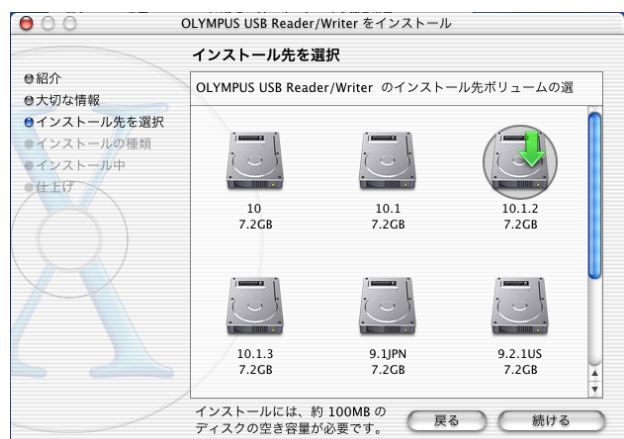 OLYMPUS USB Reader/Writer をインストール
インストール先を選択
紹介
大切な情報
インストール先を選択
インストールの種類
インストール中
仕上げ
OLYMPUS USB Reader/Writer のインストール先ボリュームの選
10
7.2GB
10.1
7.2GB
10.1.2
7.2GB
10.1.3
7.2GB
9.1JPN
7.2GB
9.2.1US
7.2GB
インストールには、約 100MB の
ディスクの空き容量が必要です。
戻る
続ける